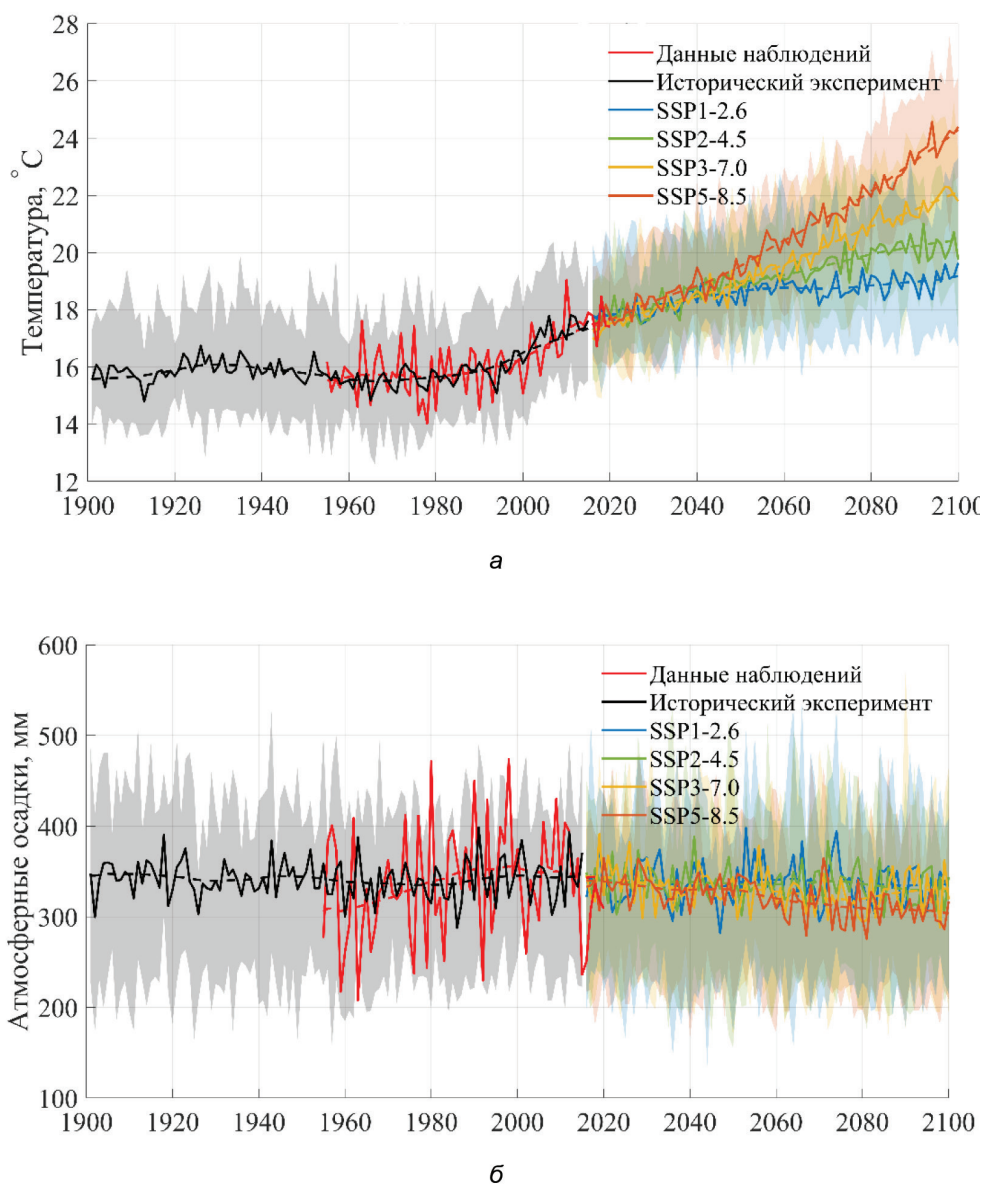 28
26
24
22
20
18
16
14
12
Температура, °C
Данные наблюдений
Исторический эксперимент
SSP1-2.6
SSP2-4.5
SSP3-7.0
SSP5-8.5
1900 1920 1940 1960 1980 2000 2020 2040 2060 2080 210
а
600
500
400
300
200
100
Атмосферные осадки, мм
Данные наблюдений
Исторический эксперимент
SSP1-2.6
SSP2-4.5
SSP3-7.0
SSP5-8.5
1900 1920 1940 1960 1980 2000 2020 2040 2060 2080 2100
б